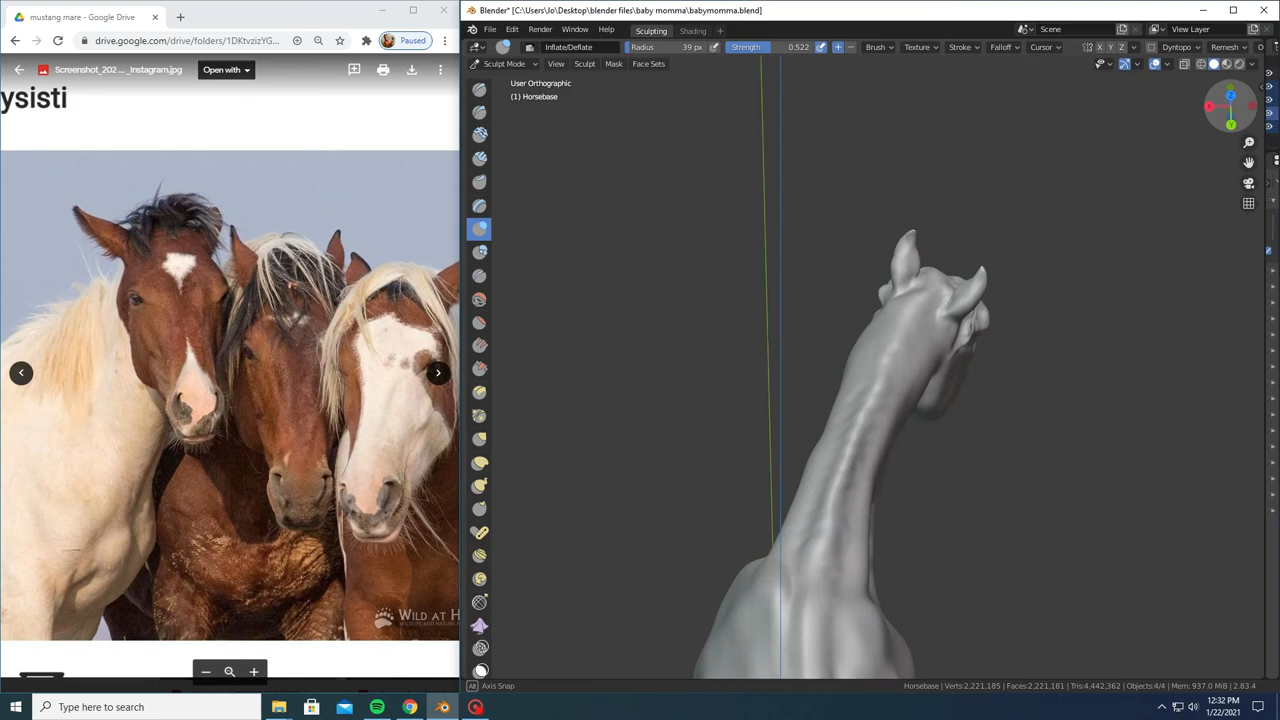 mustang mare - Google Drive
drive.google.com/drive/folders/1DKtvzizYG...
Paused
Screenshot_202 ... _Instagram.jpg
Open with
ysisti
WILD AT H
Blender* [C:\Users\Jo\Desktop\blender files\baby momma\babymomma.blend]
File Edit Render Window Help
Sculpting Shading
Scene
View Layer
Inflate/Deflate
Radius 39 px
Strength 0.522
Brush Texture Stroke Falloff Cursor
X Y Z
Dyntopo
Remesh
O
Sculpt Mode
View Sculpt Mask Face Sets
User Orthographic
(1) Horsebase
Z
X
Y
Alt Axis Snap
Horsebase | Verts:2,221,185 | Faces:2,221,181 | Tris:4,442,362 | Objects:4/4 | Mem: 937.0 MiB | 2.83.4
Type here to search
12:32 PM
1/22/2021